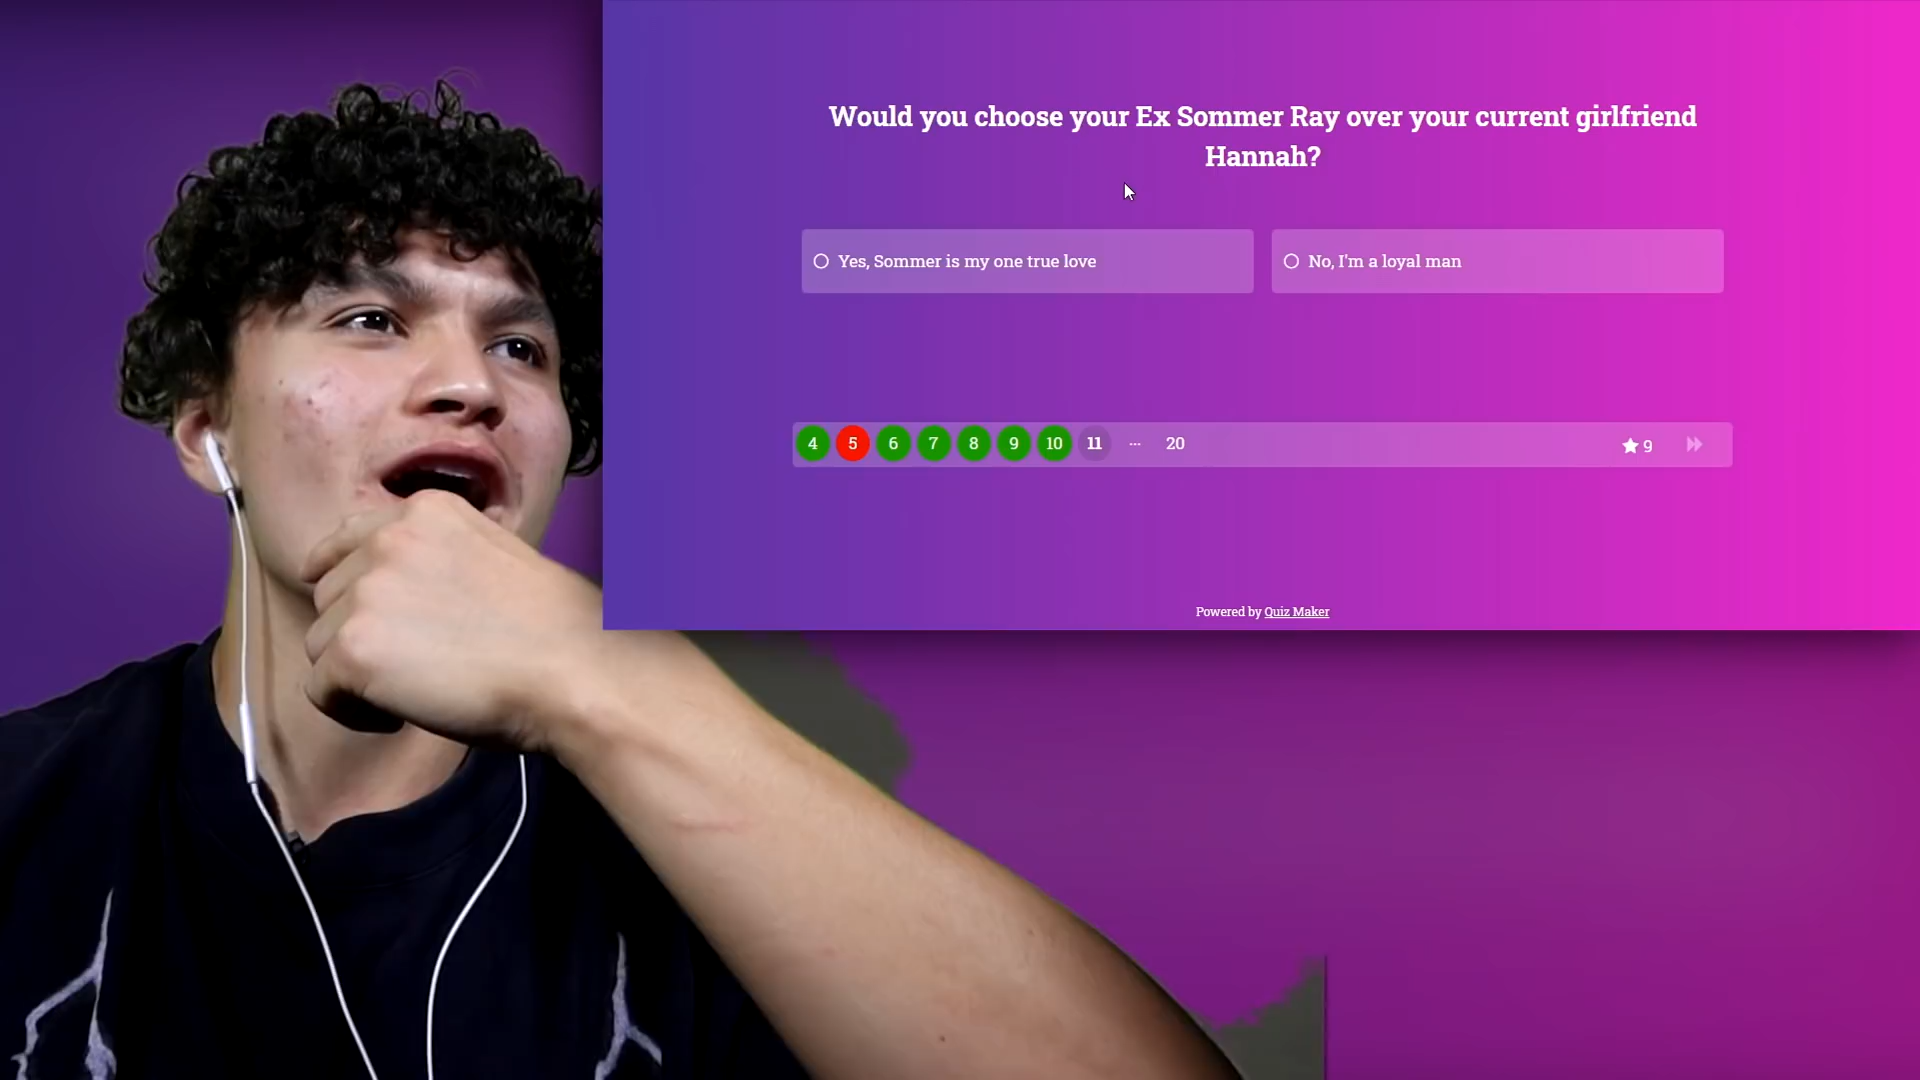 Would you choose your Ex Sommer Ray over your current girlfriend
Hannah?
Yes, Sommer is my one true love
No, I'm a loyal man
4 5 6 7 8 9 10 11 ... 20 9
Powered by Quiz Maker